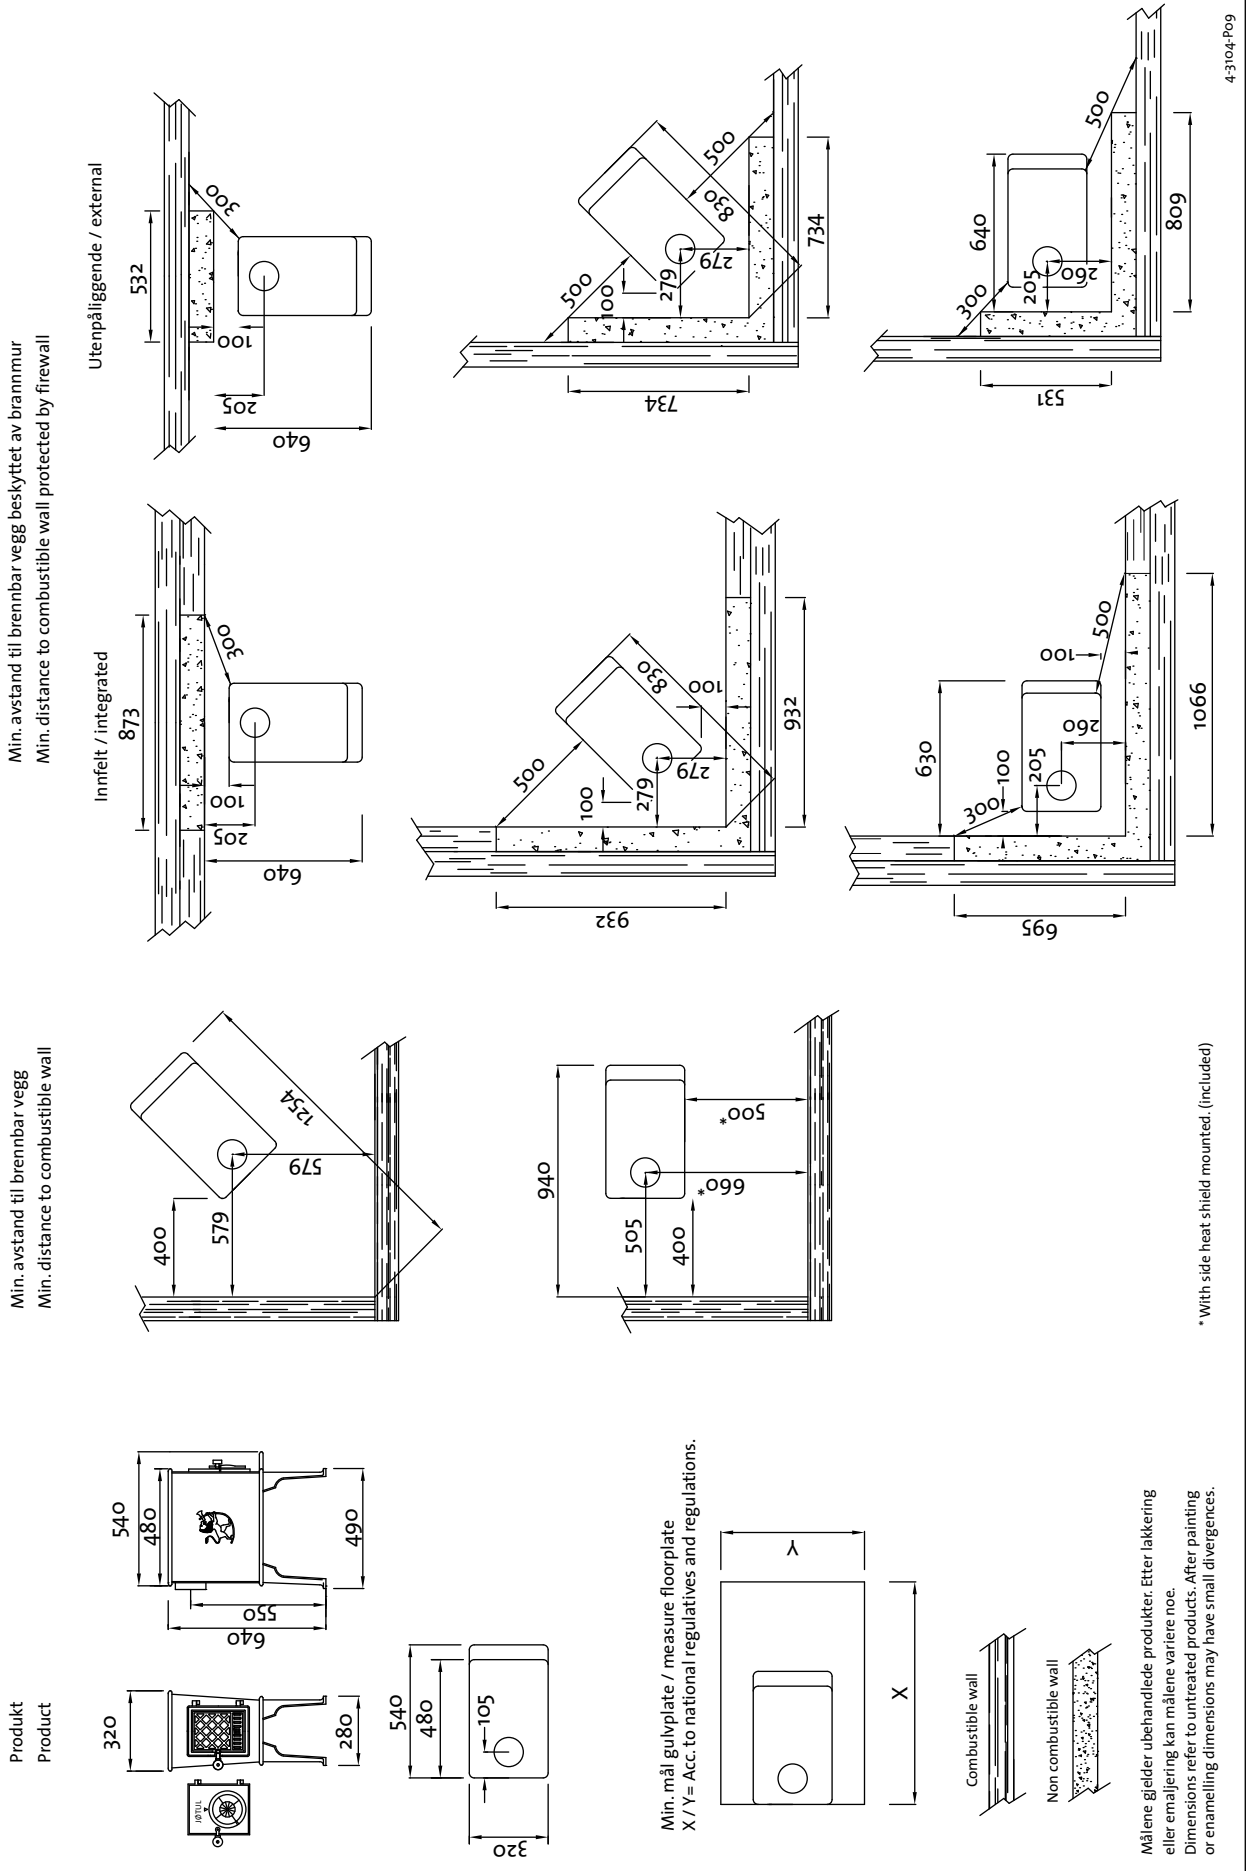 Produkt
Product
320
280
JØTUL
540
480
490
550
640
540
480
105
320
Min. mål gulvplate / measure floorplate
X / Y= Acc. to national regulatives and regulations.
Y
X
Combustible wall
Non combustible wall
Målene gjelder ubehandlede produkter. Etter lakkering
eller emaljering kan målene variere noe.
Dimensions refer to untreated products. After painting
or enamelling dimensions may have small divergences.
Min. avstand til brennbar vegg
Min. distance to combustible wall
400
579
579
1254
940
505
400
660*
500*
* With side heat shield mounted. (included)
Min. avstand til brennbar vegg beskyttet av brannmur
Min. distance to combustible wall protected by firewall
Innfelt / integrated
873
300
100
205
640
500
830
100
279
279
100
932
932
630
100
205
300
260
100
500
695
1066
Utenpåliggende / external
532
300
100
205
640
500
100
279
279
830
500
734
734
640
300
205
260
500
531
809
4-3104-P09